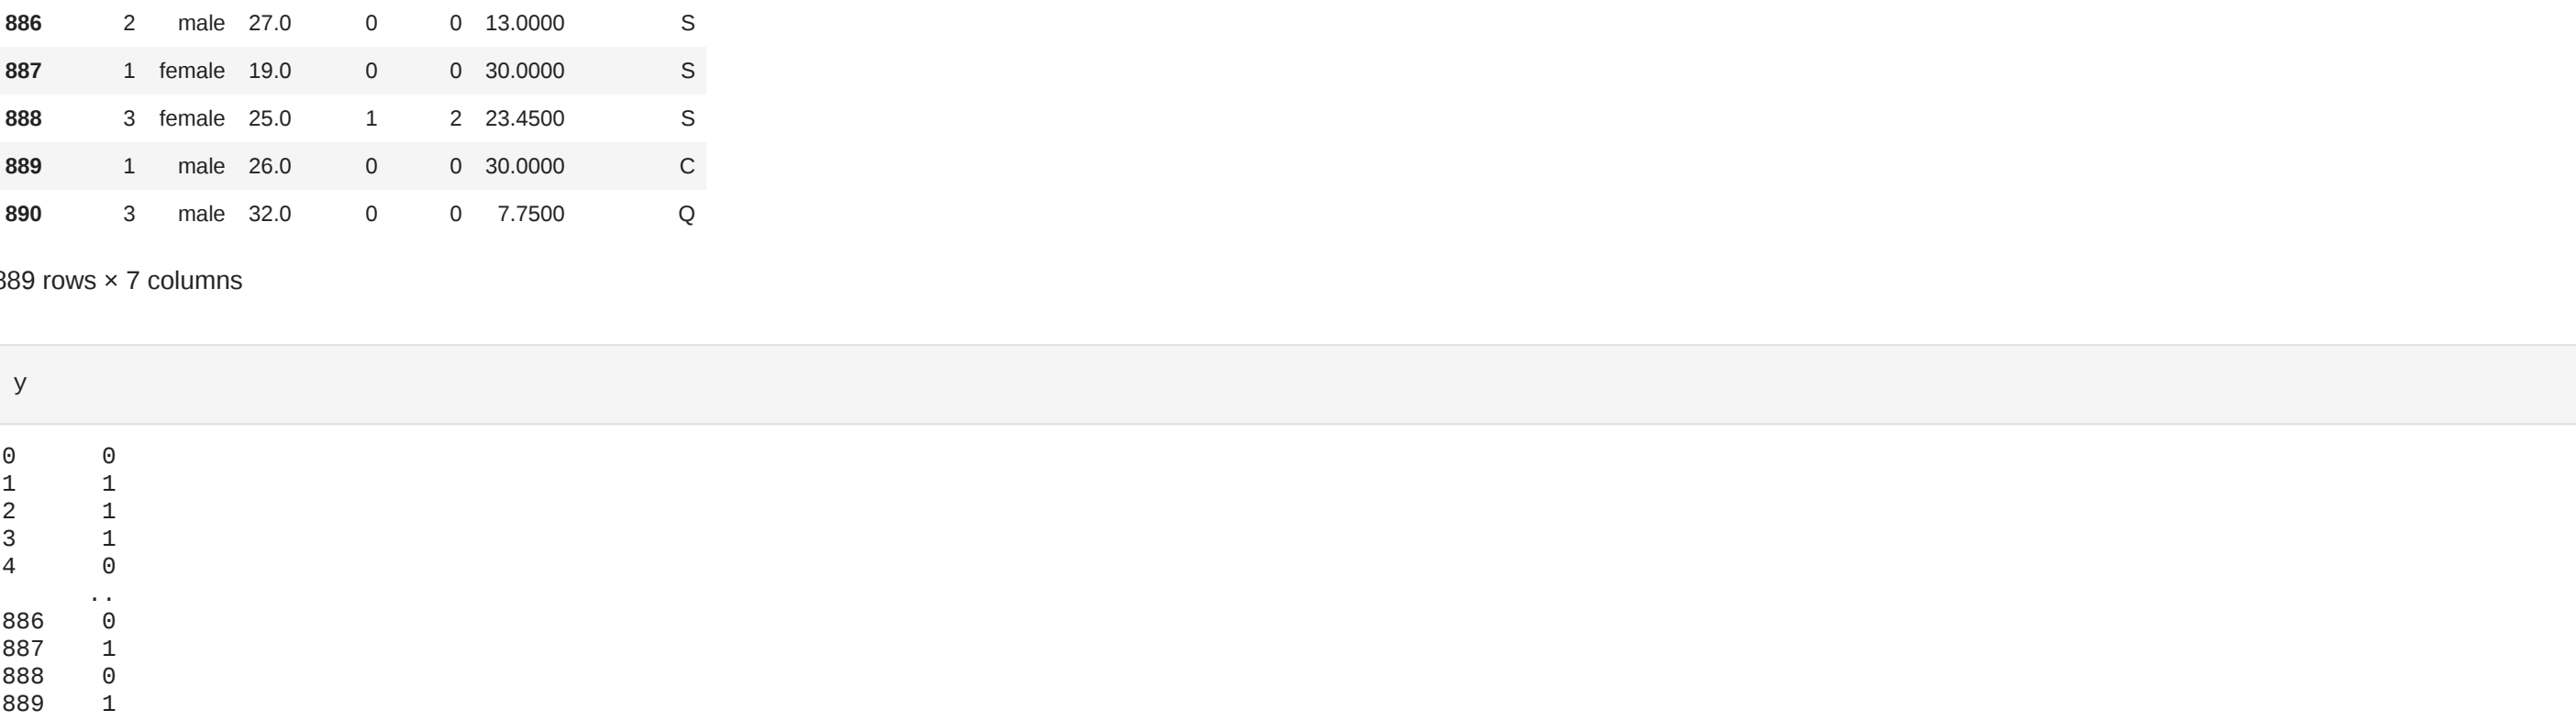 886 2 male 27.0 0 0 13.0000 S
887 1 female 19.0 0 0 30.0000 S
888 3 female 25.0 1 2 23.4500 S
889 1 male 26.0 0 0 30.0000 C
890 3 male 32.0 0 0 7.7500 Q
889 rows × 7 columns
y
0 0
1 1
2 1
3 1
4 0
..
886 0
887 1
888 0
889 1